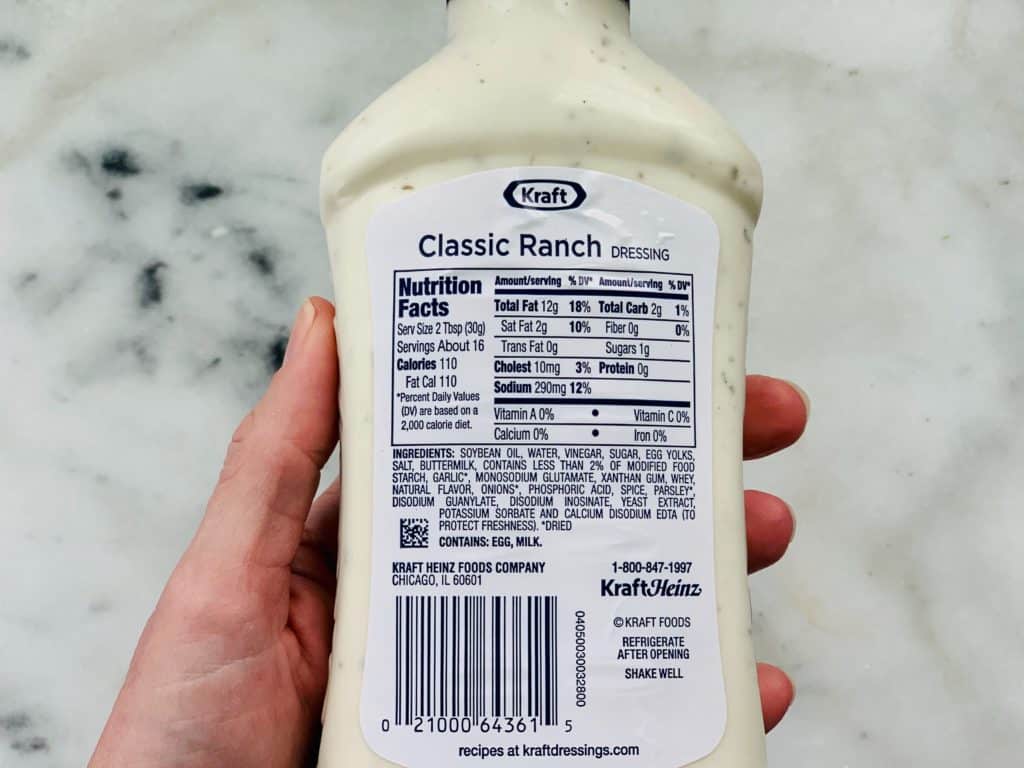 Kraft
Classic Ranch DRESSING
Nutrition Facts
Serv Size 2 Tbsp (30g)
Servings About 16
Calories 110
Fat Cal 110
*Percent Daily Values
(DV) are based on a
2,000 calorie diet.
Amount/serving % DV* Amount/serving % DV*
Total Fat 12g 18% Total Carb 2g 1%
Sat Fat 2g 10% Fiber 0g 0%
Trans Fat 0g Sugars 1g
Cholest 10mg 3% Protein 0g
Sodium 290mg 12%
Vitamin A 0% • Vitamin C 0%
Calcium 0% • Iron 0%
INGREDIENTS: SOYBEAN OIL, WATER, VINEGAR, SUGAR, EGG YOLKS,
SALT, BUTTERMILK, CONTAINS LESS THAN 2% OF MODIFIED FOOD
STARCH, GARLIC*, MONOSODIUM GLUTAMATE, XANTHAN GUM, WHEY,
NATURAL FLAVOR, ONIONS*, PHOSPHORIC ACID, SPICE, PARSLEY*,
DISODIUM GUANYLATE, DISODIUM INOSINATE, YEAST EXTRACT,
POTASSIUM SORBATE AND CALCIUM DISODIUM EDTA (TO
PROTECT FRESHNESS). *DRIED
CONTAINS: EGG, MILK.
KRAFT HEINZ FOODS COMPANY
CHICAGO, IL 60601
1-800-847-1997
KraftHeinz
© KRAFT FOODS
REFRIGERATE
AFTER OPENING
SHAKE WELL
04050030032800
0 21000 64361 5
recipes at kraftdressings.com